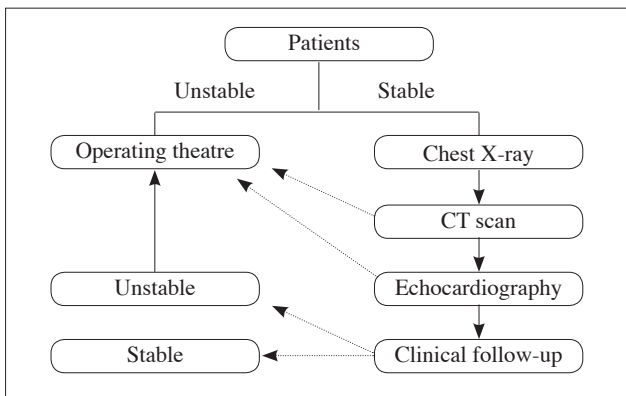 Patients
Unstable Stable
Operating theatre Chest X-ray
CT scan
Unstable Echocardiography
Stable Clinical follow-up